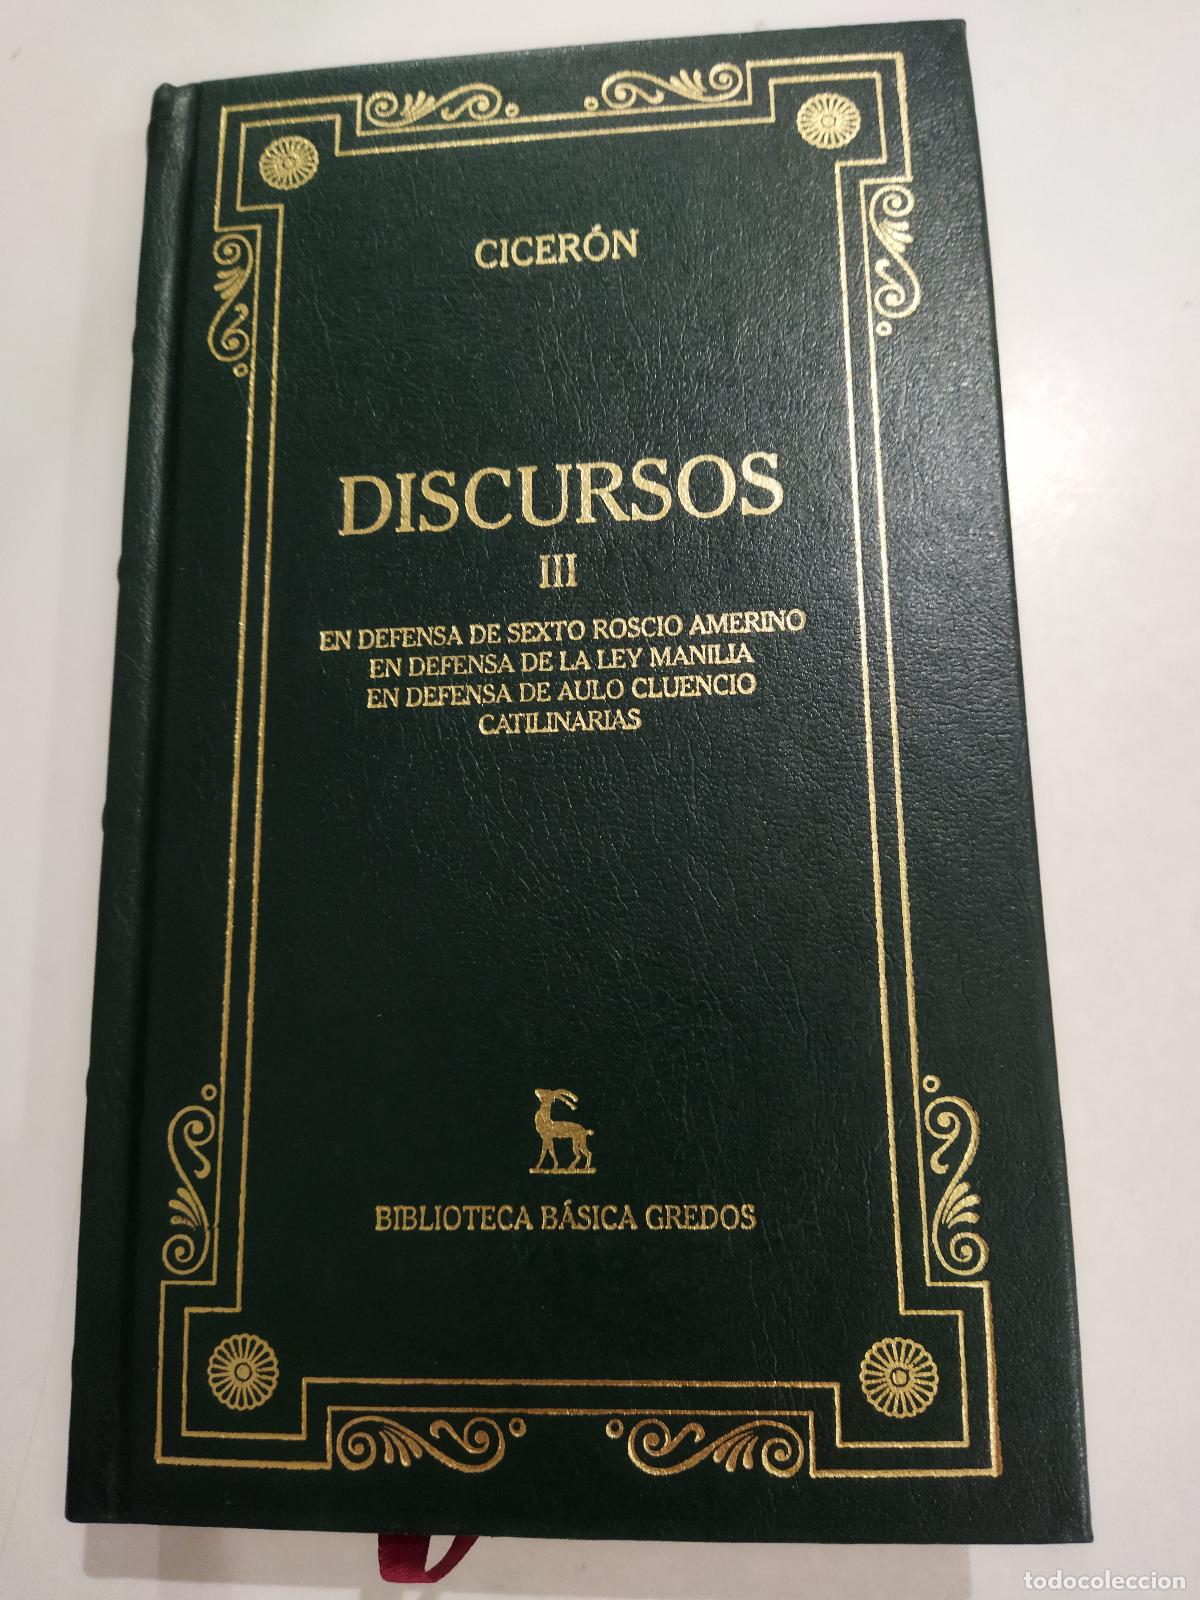 CICERÓN
DISCURSOS
III
EN DEFENSA DE SEXTO ROSCIO AMERINO
EN DEFENSA DE LA LEY MANILIA
EN DEFENSA DE AULO CLUENCIO
CATILINARIAS
BIBLIOTECA BÁSICA GREDOS
todocoleccion